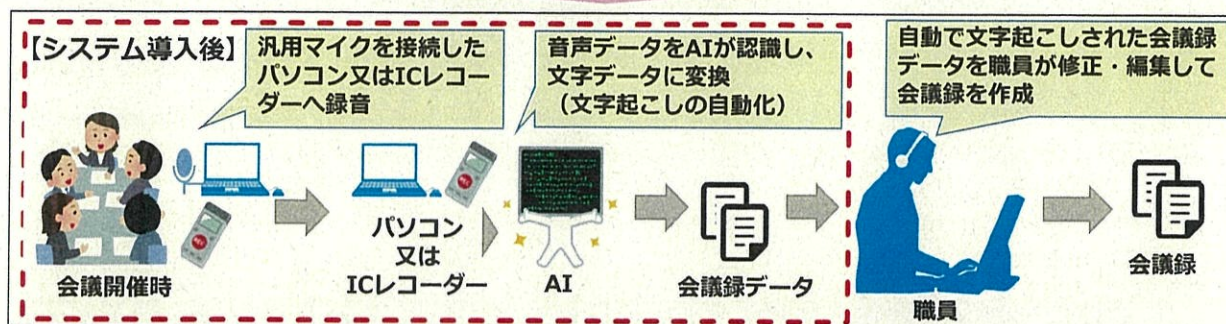 【システム導入後】
汎用マイクを接続した
パソコン又はICレコー
ダーへ録音
音声データをAIが認識し、
文字データに変換
（文字起こしの自動化）
自動で文字起こしされた会議録
データを職員が修正・編集して
会議録を作成
会議開催時
パソコン
又は
ICレコーダー
AI
会議録データ
職員
会議録